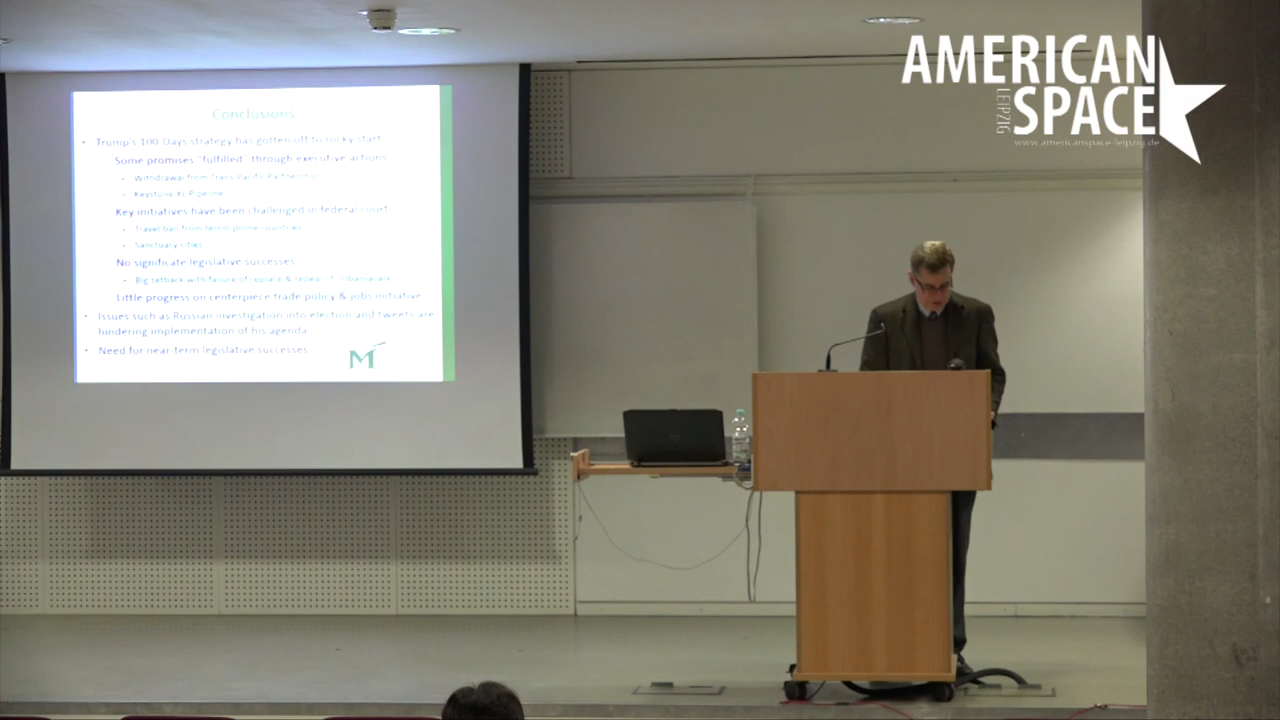 Conclusions
• Trump's 100-Days strategy has gotten off to rocky start
Some promises "fulfilled" through executive actions
• Withdrawal from Trans-Pacific Partnership
• Keystone XL Pipeline
Key initiatives have been challenged in federal court
• Travel ban from terror-prone countries
• Sanctuary cities
No significate legislative successes
• Big setback with failure of replace & repeal of Obamacare
Little progress on centerpiece trade policy & jobs initiative
• Issues such as Russian investigation into election and tweets are
hindering implementation of his agenda
• Need for near-term legislative successes
M
AMERICAN
SPACE
LEIPZIG
www.americanspace-leipzig.de